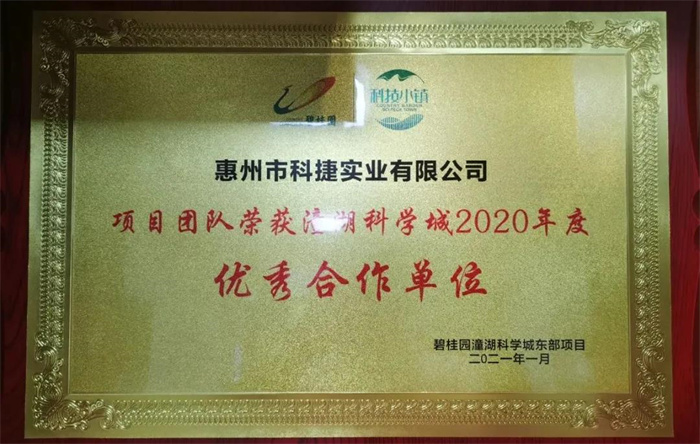 碧桂园
科技小镇
惠州市科捷实业有限公司
项目团队荣获潼湖科学城2020年度
优秀合作单位
碧桂园潼湖科学城东部项目
二〇二一年一月